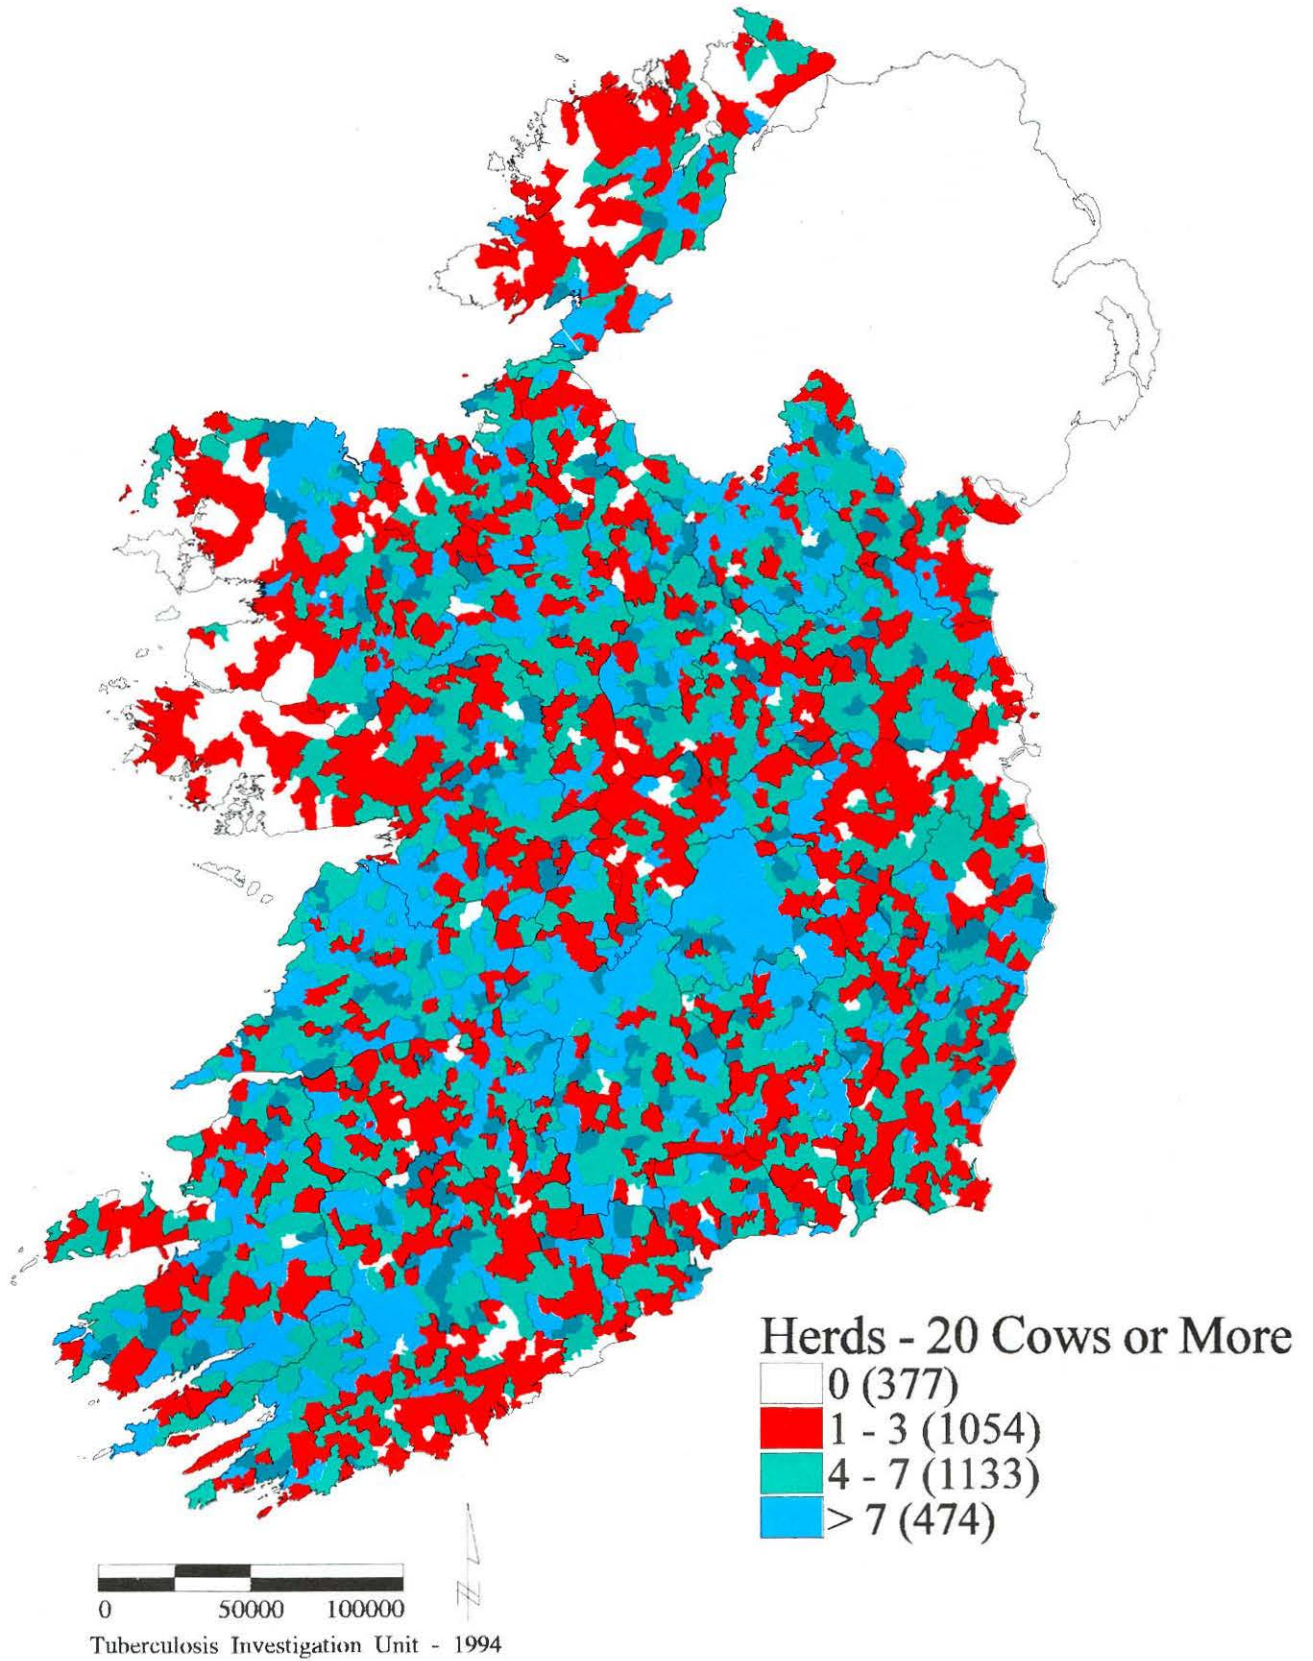 Herds - 20 Cows or More
0 (377)
1 - 3 (1054)
4 - 7 (1133)
> 7 (474)
0 50000 100000
N
Tuberculosis Investigation Unit - 1994